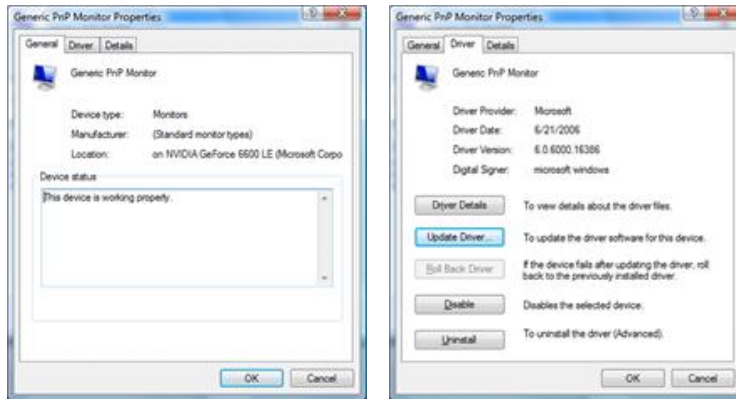 Generic PnP Monitor Properties
General Driver Details
Generic PnP Monitor
Device type: Monitors
Manufacturer: (Standard monitor types)
Location: on NVIDIA GeForce 6600 LE (Microsoft Corpo
Device status
This device is working properly.
OK Cancel
Generic PnP Monitor Properties
General Driver Details
Generic PnP Monitor
Driver Provider: Microsoft
Driver Date: 6/21/2006
Driver Version: 6.0.6000.16386
Digital Signer: microsoft windows
Driver Details To view details about the driver files.
Update Driver... To update the driver software for this device.
Roll Back Driver If the device fails after updating the driver, roll
back to the previously installed driver.
Disable Disables the selected device.
Uninstall To uninstall the driver (Advanced).
OK Cancel